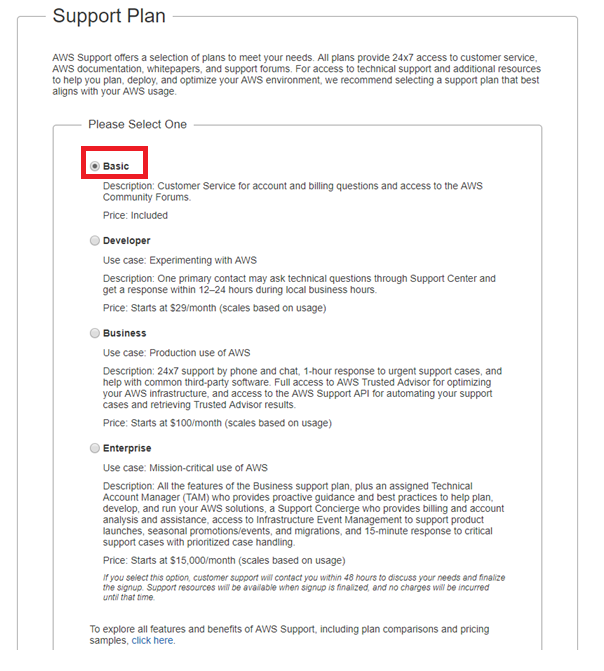 Support Plan
AWS Support offers a selection of plans to meet your needs. All plans provide 24x7 access to customer service,
AWS documentation, whitepapers, and support forums. For access to technical support and additional resources
to help you plan, deploy, and optimize your AWS environment, we recommend selecting a support plan that best
aligns with your AWS usage.
Please Select One
Basic
Description: Customer Service for account and billing questions and access to the AWS
Community Forums.
Price: Included
Developer
Use case: Experimenting with AWS
Description: One primary contact may ask technical questions through Support Center and
get a response within 12–24 hours during local business hours.
Price: Starts at $29/month (scales based on usage)
Business
Use case: Production use of AWS
Description: 24x7 support by phone and chat, 1-hour response to urgent support cases, and
help with common third-party software. Full access to AWS Trusted Advisor for optimizing
your AWS infrastructure, and access to the AWS Support API for automating your support
cases and retrieving Trusted Advisor results.
Price: Starts at $100/month (scales based on usage)
Enterprise
Use case: Mission-critical use of AWS
Description: All the features of the Business support plan, plus an assigned Technical
Account Manager (TAM) who provides proactive guidance and best practices to help plan,
develop, and run your AWS solutions, a Support Concierge who provides billing and account
analysis and assistance, access to Infrastructure Event Management to support product
launches, seasonal promotions/events, and migrations, and 15-minute response to critical
support cases with prioritized case handling.
Price: Starts at $15,000/month (scales based on usage)
If you select this option, customer support will contact you within 48 hours to discuss your needs and finalize
the signup. Support resources will be available when signup is finalized, and no charges will be incurred
until that time.
To explore all features and benefits of AWS Support, including plan comparisons and pricing
samples, click here.